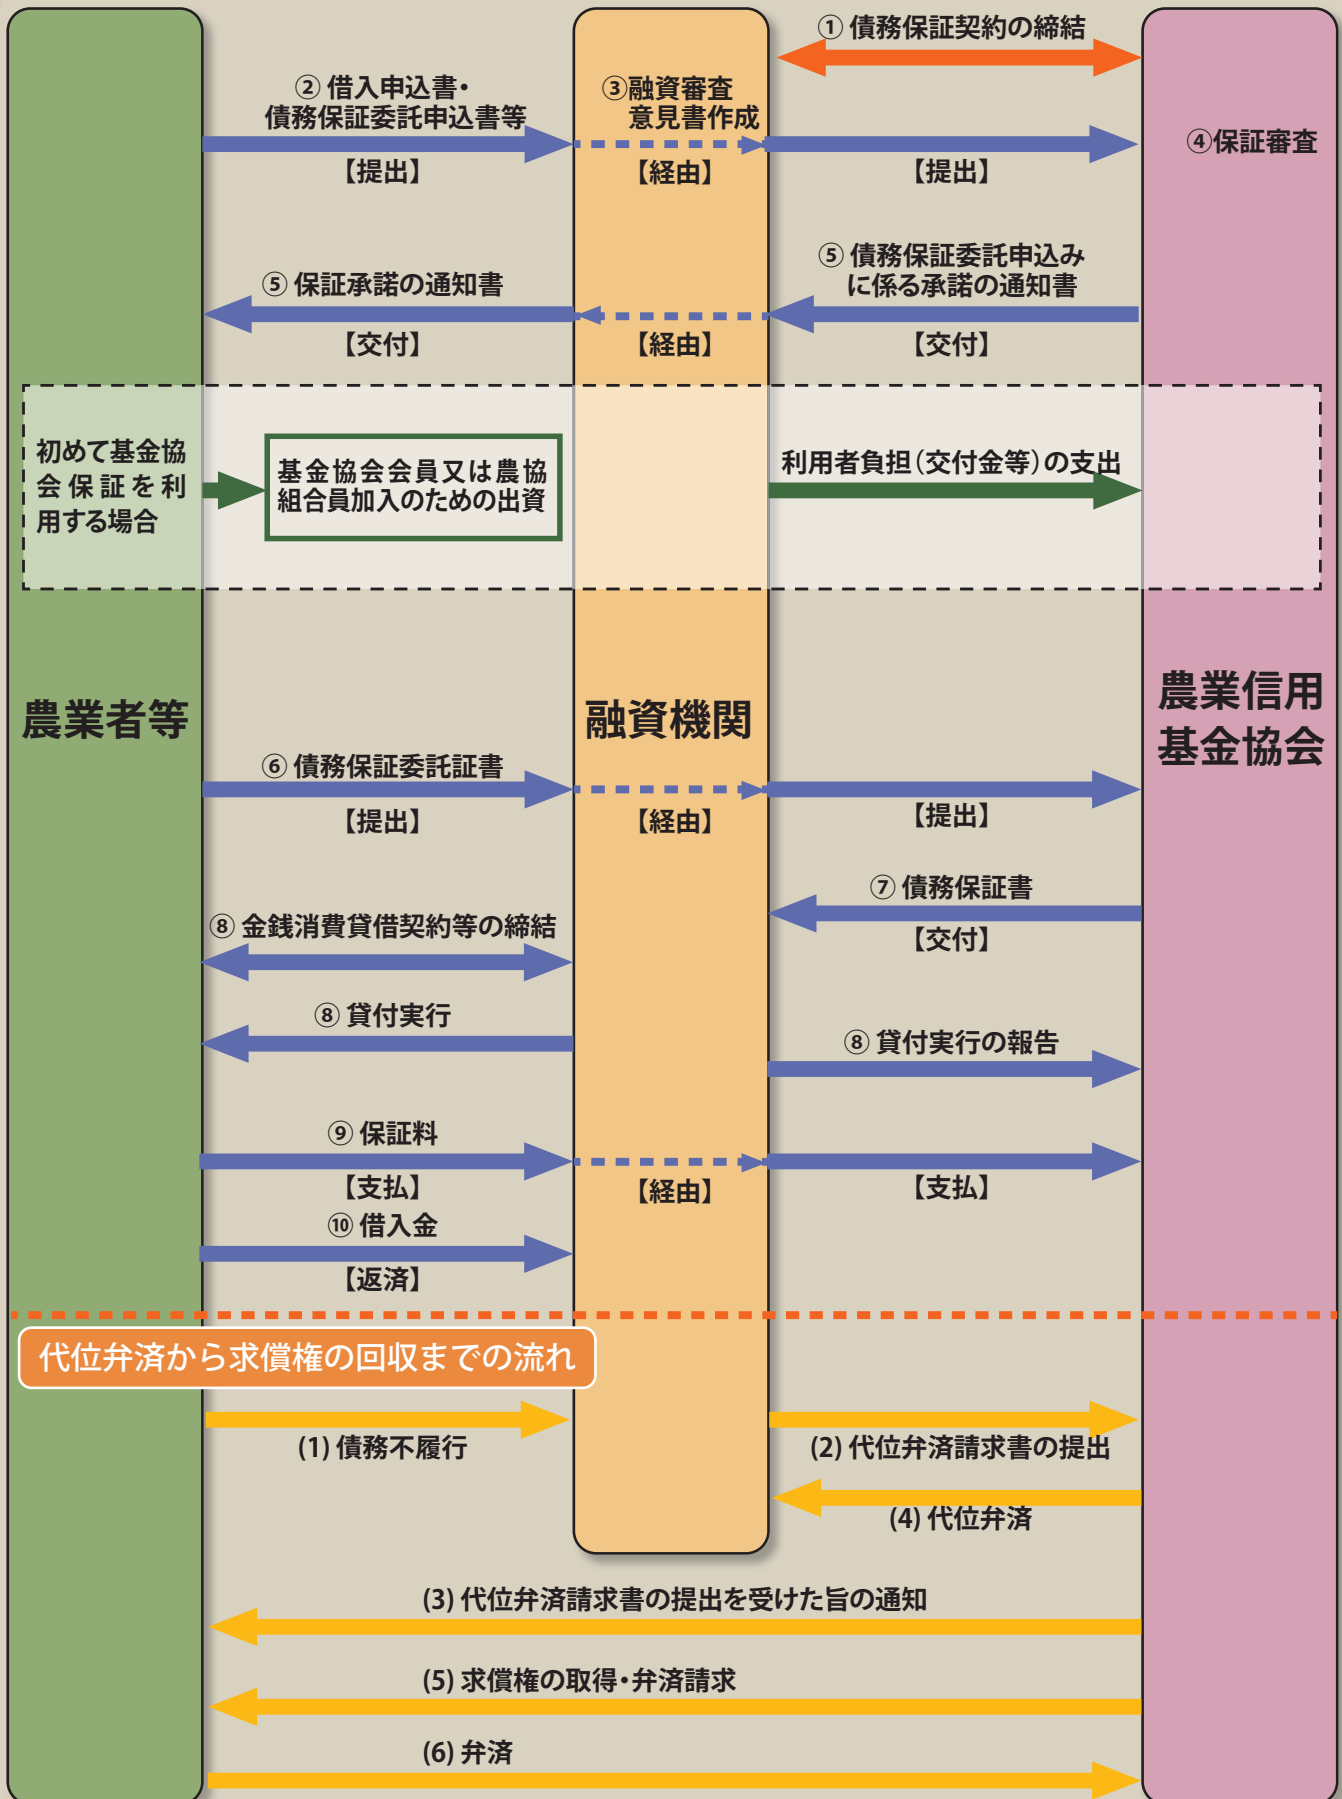 ① 債務保証契約の締結
② 借入申込書・
債務保証委託申込書等
【提出】
③融資審査
意見書作成
【経由】
【提出】
④保証審査
⑤ 債務保証委託申込み
に係る承諾の通知書
【交付】
【経由】
⑤ 保証承諾の通知書
【交付】
初めて基金協
会保証を利
用する場合
基金協会会員又は農協
組合員加入のための出資
利用者負担（交付金等）の支出
農業者等
融資機関
農業信用
基金協会
⑥ 債務保証委託証書
【提出】
【経由】
【提出】
⑦ 債務保証書
【交付】
⑧ 金銭消費貸借契約等の締結
⑧ 貸付実行
⑧ 貸付実行の報告
⑨ 保証料
【支払】
【経由】
【支払】
⑩ 借入金
【返済】
代位弁済から求償権の回収までの流れ
(1) 債務不履行
(2) 代位弁済請求書の提出
(4) 代位弁済
(3) 代位弁済請求書の提出を受けた旨の通知
(5) 求償権の取得・弁済請求
(6) 弁済